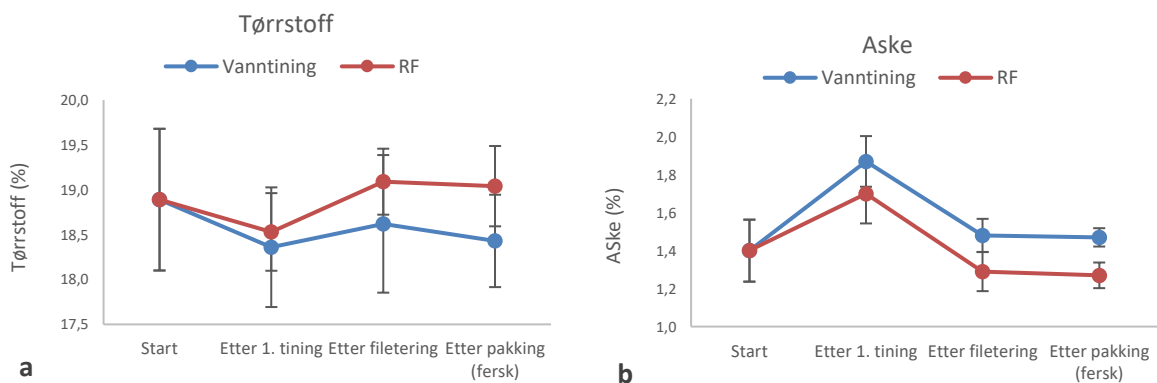 Tørrstoff
Vanntining RF
20,0
19,5
19,0
18,5
18,0
17,5
Tørrstoff (%)
Start Etter 1. tining Etter filetering Etter pakking
(fersk)
a
Aske
Vanntining RF
2,2
2,0
1,8
1,6
1,4
1,2
1,0
ASke (%)
Start Etter 1. tining Etter filetering Etter pakking
(fersk)
b